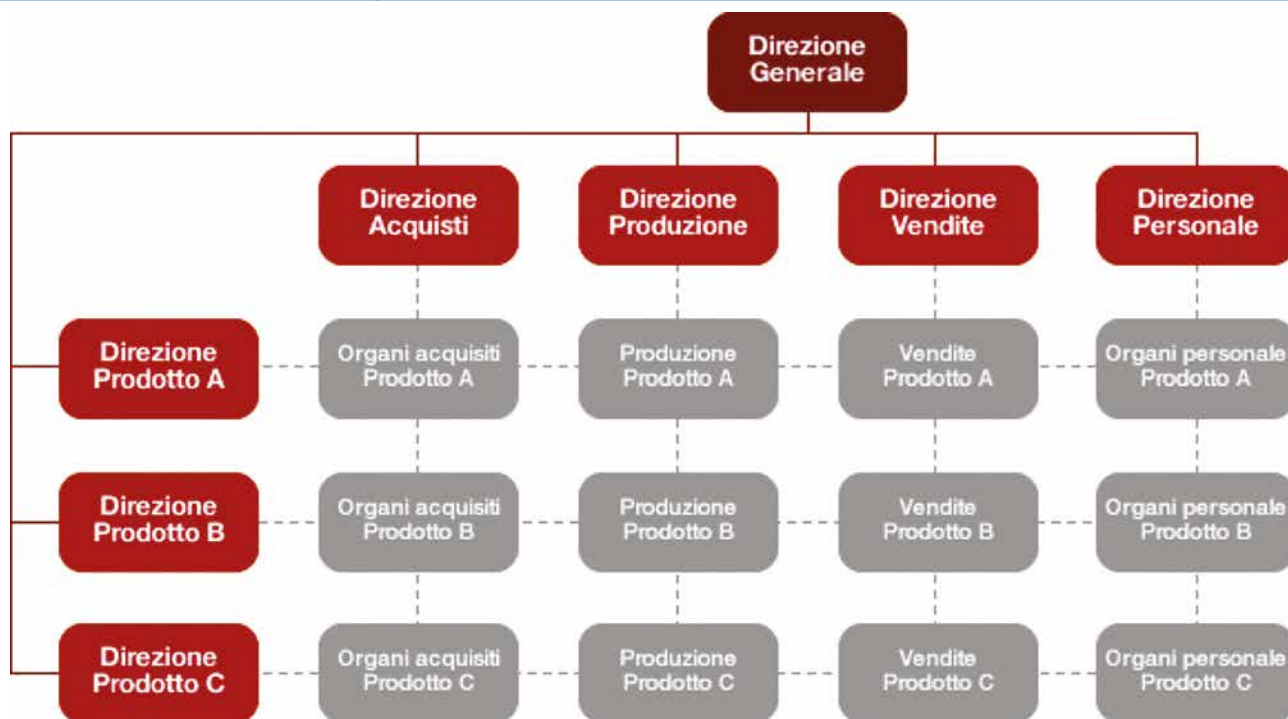 Direzione
Generale
Direzione
Acquisti
Direzione
Produzione
Direzione
Vendite
Direzione
Personale
Direzione
Prodotto A
Organi acquisiti
Prodotto A
Produzione
Prodotto A
Vendite
Prodotto A
Organi personale
Prodotto A
Direzione
Prodotto B
Organi acquisiti
Prodotto B
Produzione
Prodotto B
Vendite
Prodotto B
Organi personale
Prodotto B
Direzione
Prodotto C
Organi acquisiti
Prodotto C
Produzione
Prodotto C
Vendite
Prodotto C
Organi personale
Prodotto C